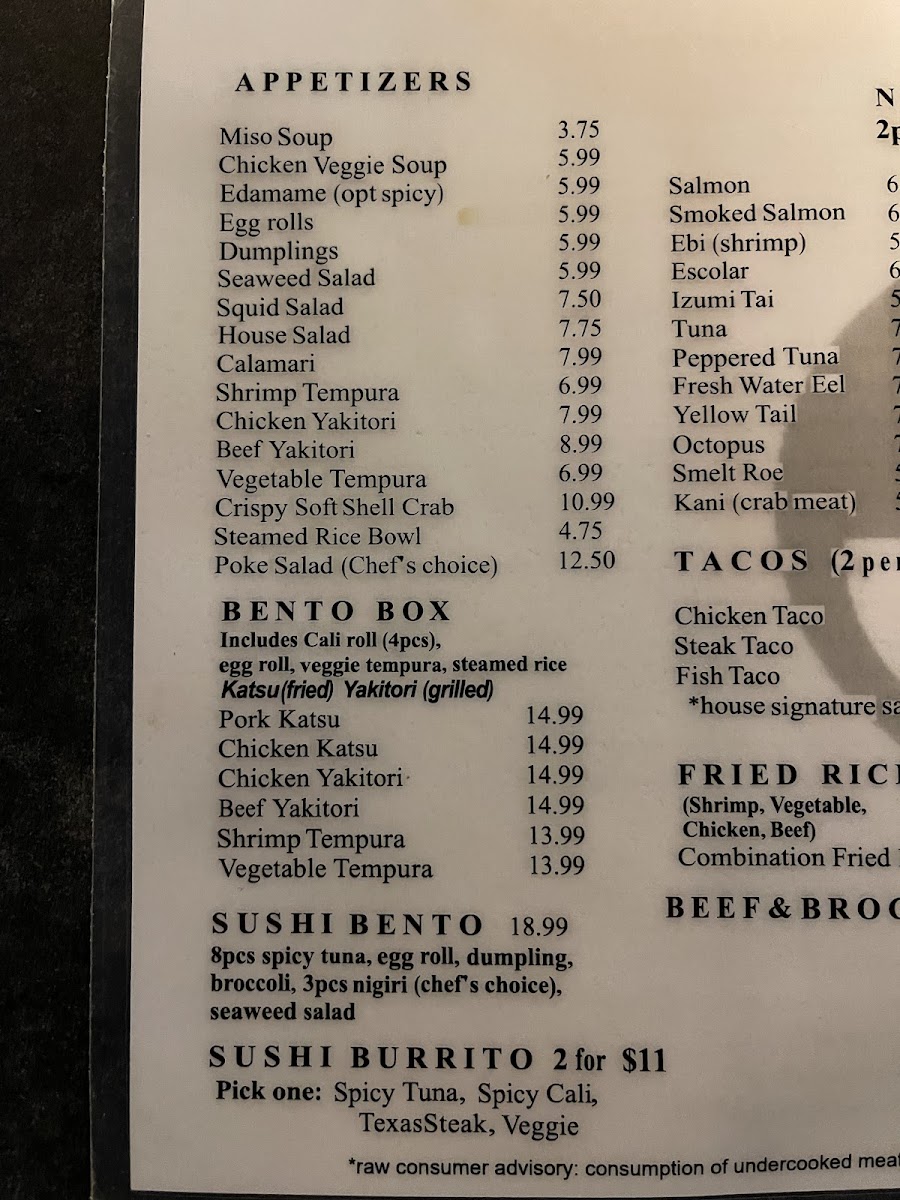 APPETIZERS
Miso Soup 3.75
Chicken Veggie Soup 5.99
Edamame (opt spicy) 5.99
Egg rolls 5.99
Dumplings 5.99
Seaweed Salad 5.99
Squid Salad 7.50
House Salad 7.75
Calamari 7.99
Shrimp Tempura 6.99
Chicken Yakitori 7.99
Beef Yakitori 8.99
Vegetable Tempura 6.99
Crispy Soft Shell Crab 10.99
Steamed Rice Bowl 4.75
Poke Salad (Chef's choice) 12.50
BENTO BOX
Includes Cali roll (4pcs),
egg roll, veggie tempura, steamed rice
Katsu(fried) Yakitori (grilled)
Pork Katsu 14.99
Chicken Katsu 14.99
Chicken Yakitori 14.99
Beef Yakitori 14.99
Shrimp Tempura 13.99
Vegetable Tempura 13.99
SUSHI BENTO 18.99
8pcs spicy tuna, egg roll, dumpling,
broccoli, 3pcs nigiri (chef's choice),
seaweed salad
SUSHI BURRITO 2 for $11
Pick one: Spicy Tuna, Spicy Cali,
TexasSteak, Veggie
Salmon
Smoked Salmon
Ebi (shrimp)
Escolar
Izumi Tai
Tuna
Peppered Tuna
Fresh Water Eel
Yellow Tail
Octopus
Smelt Roe
Kani (crab meat)
TACOS (2
Chicken Taco
Steak Taco
Fish Taco
*house signature
FRIED
(Shrimp, Vegetable,
Chicken, Beef)
Combination Fried
BEEF&
*raw consumer advisory: consumption of undercooked